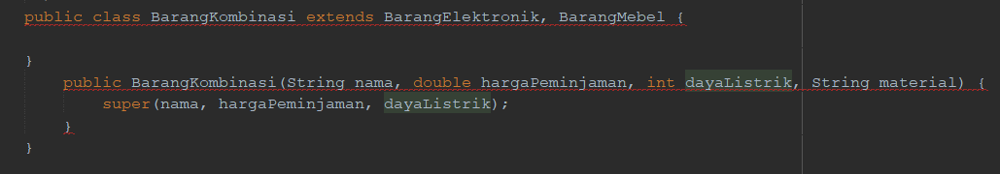 public class BarangKombinasi extends BarangElektronik, BarangMebel {
}
public BarangKombinasi(String nama, double hargaPeminjaman, int dayaListrik, String material) {
super(nama, hargaPeminjaman, dayaListrik);
}
}